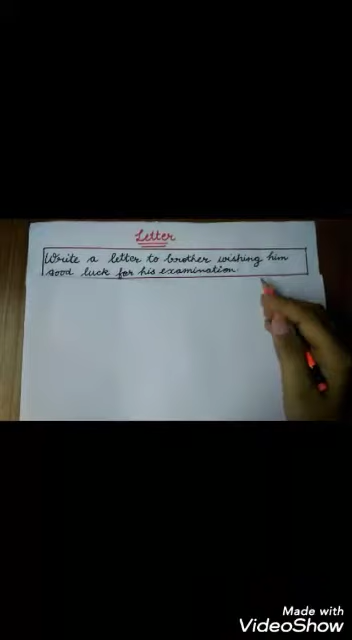 Letter
Write a letter to brother wishing him
good luck for his examination
Made with
VideoShow